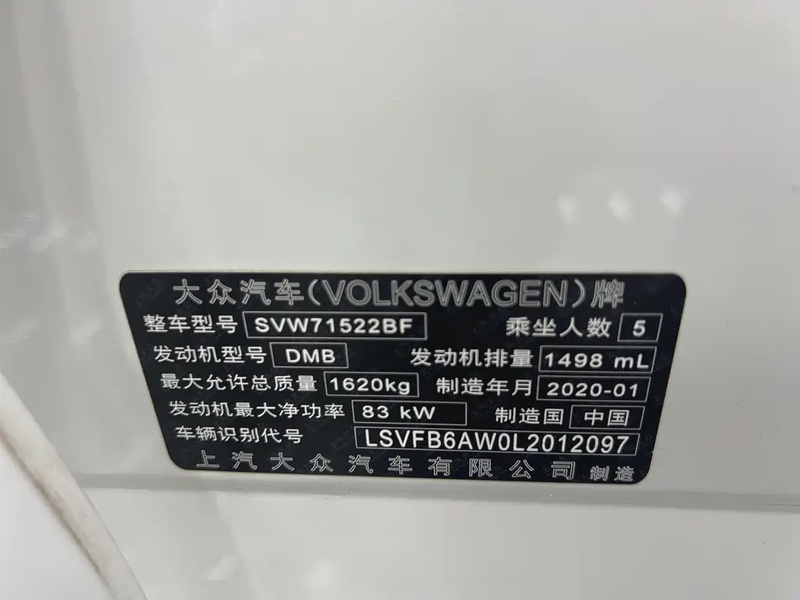 大众汽车(VOLKSWAGEN)牌
整车型号 SVW71522BF 乘坐人数 5
发动机型号 DMB 发动机排量 1498 mL
最大允许总质量 1620kg 制造年月 2020-01
发动机最大净功率 83 kW 制造国 中国
车辆识别代号 LSVFB6AW0L2012097
上汽大众汽车有限公司 制造